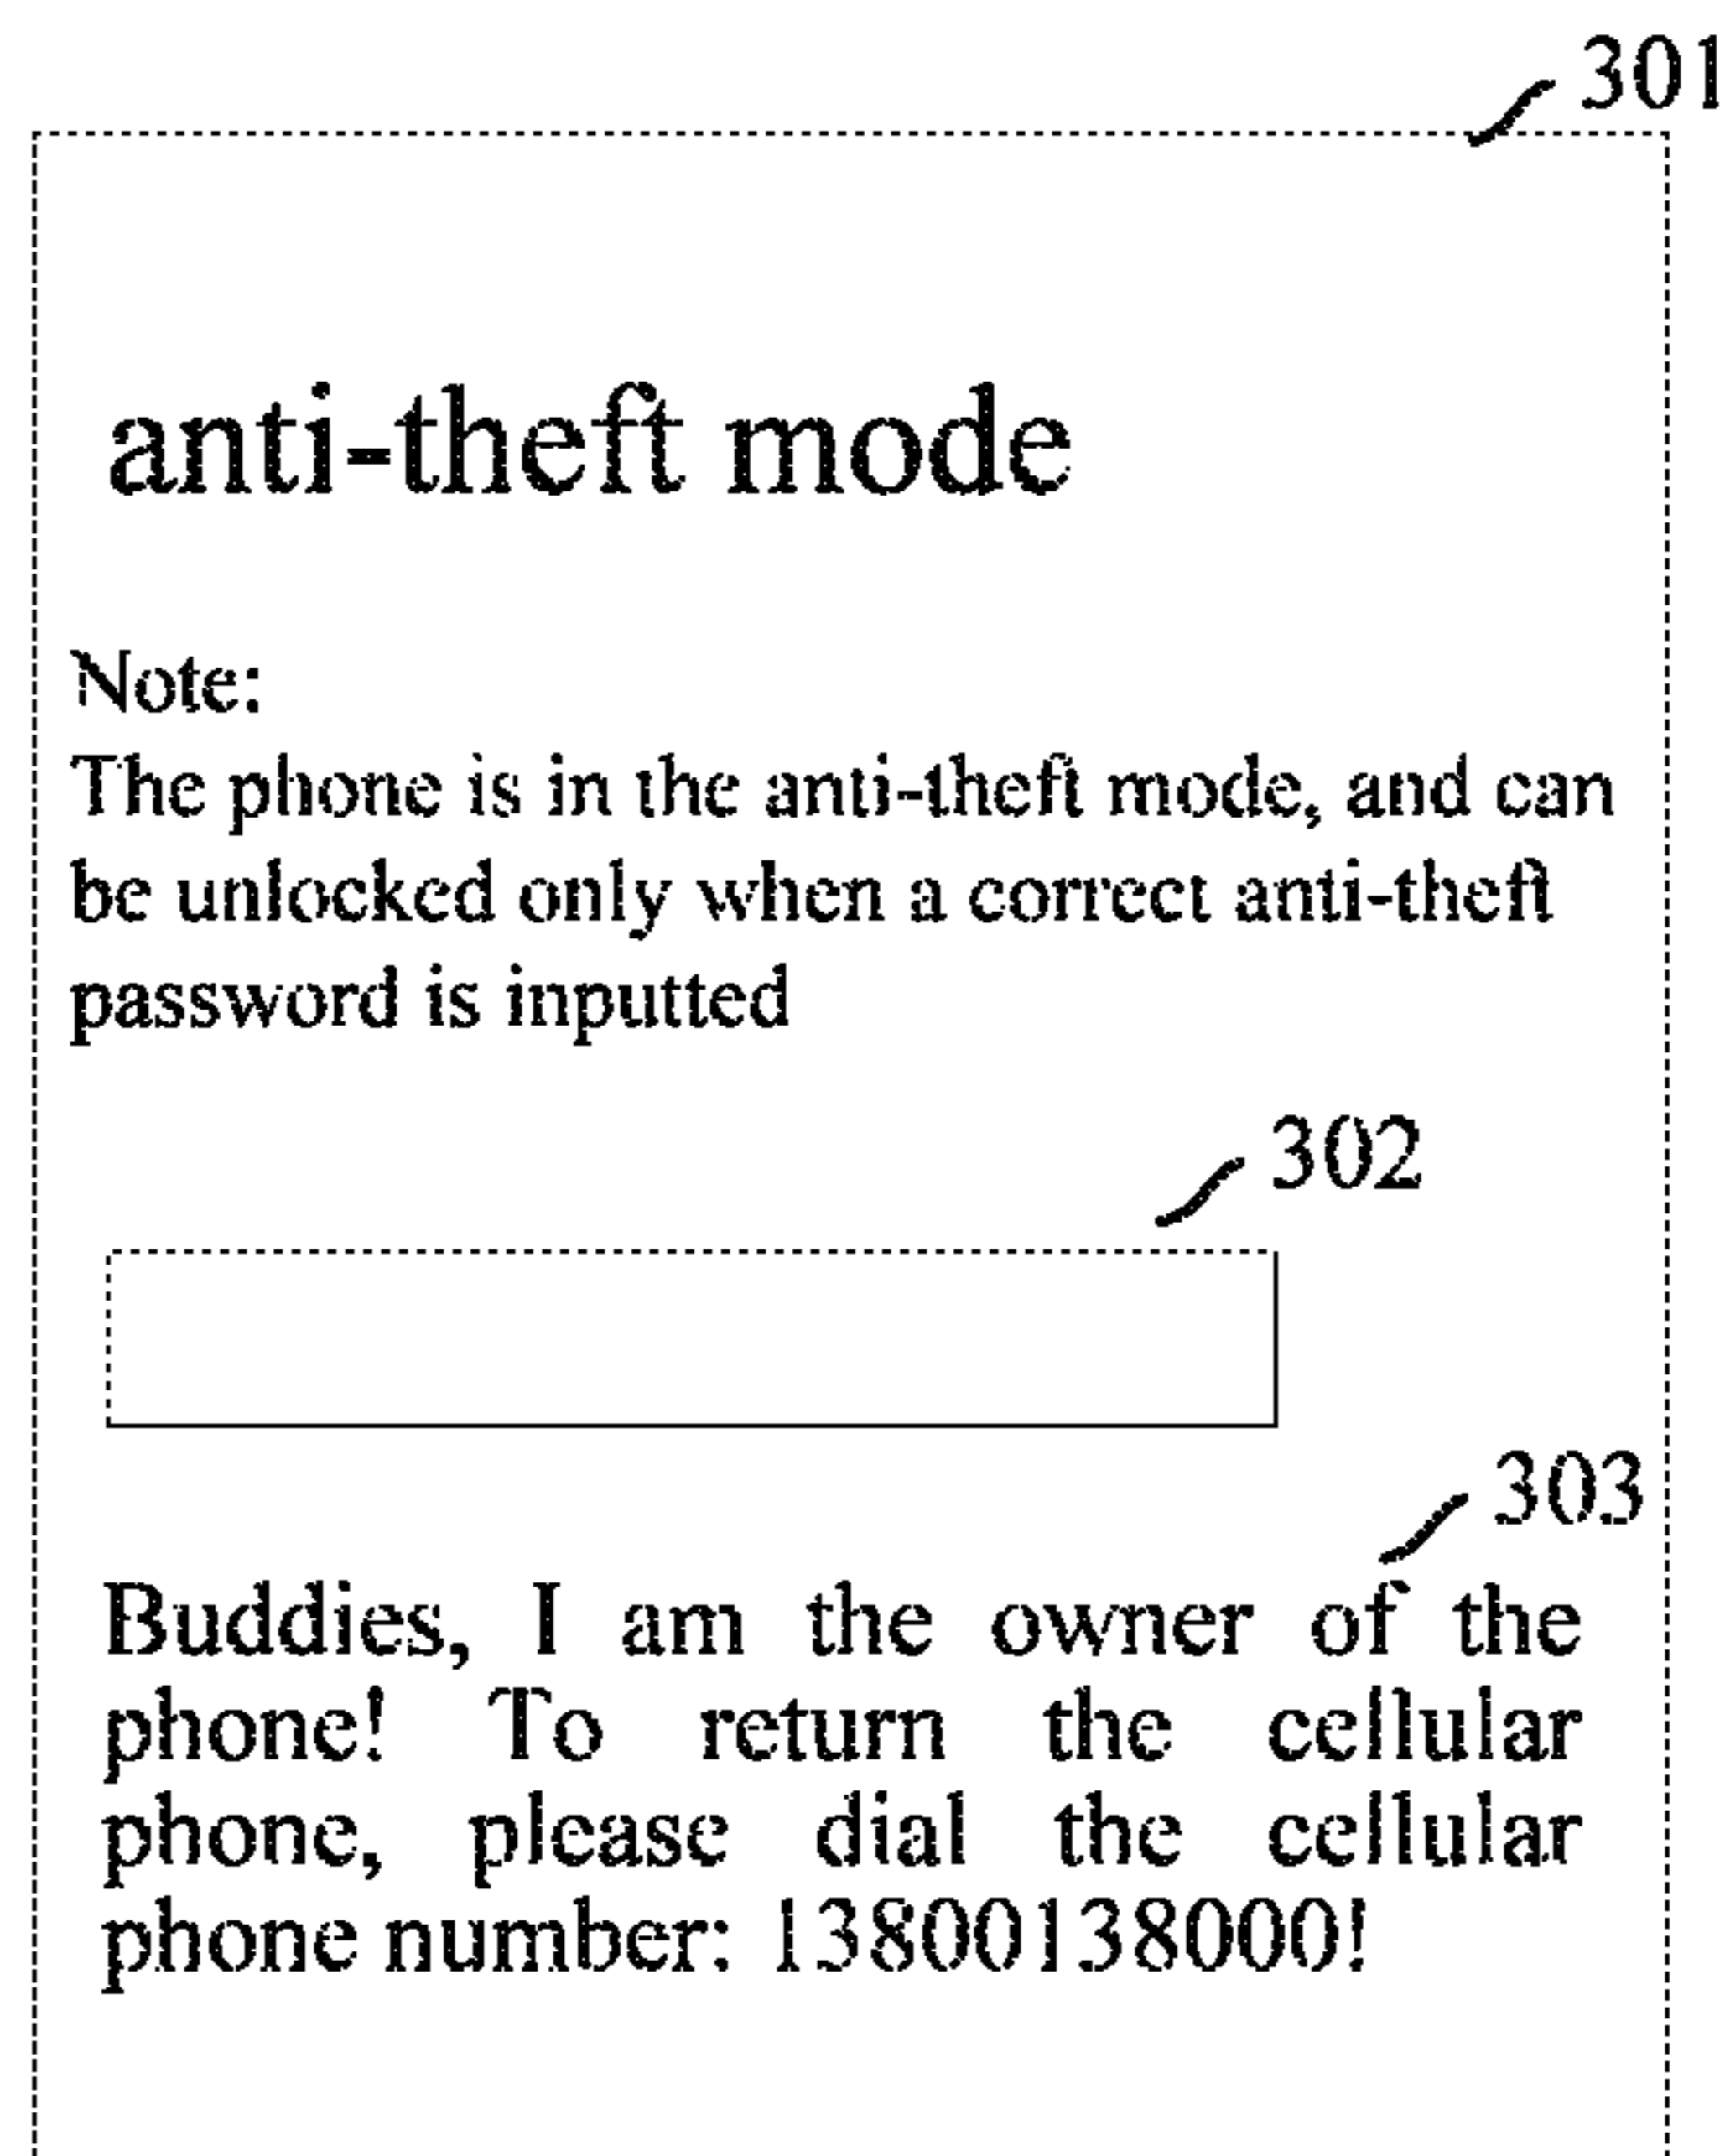 301
anti-theft mode
Note:
The phone is in the anti-theft mode, and can
be unlocked only when a correct anti-theft
password is inputted
302
303
Buddies, I am the owner of the
phone! To return the cellular
phone, please dial the cellular
phone number: 13800138000!